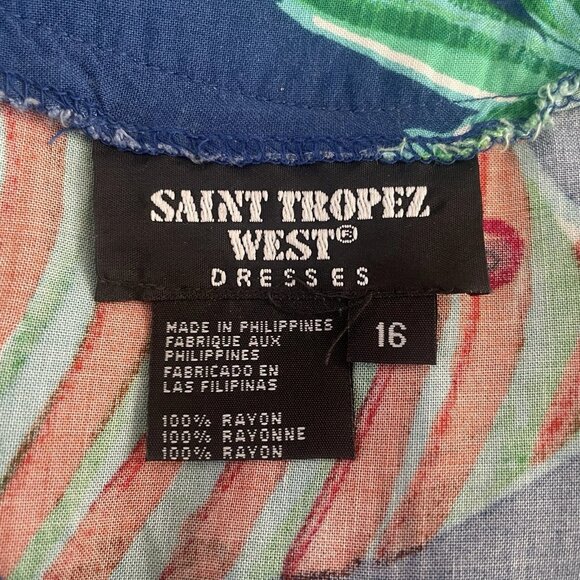 SAINT TROPEZ
WEST®
DRESSES
MADE IN PHILIPPINES
FABRIQUE AUX
PHILIPPINES
FABRICADO EN
LAS FILIPINAS
16
100% RAYON
100% RAYONNE
100% RAYON